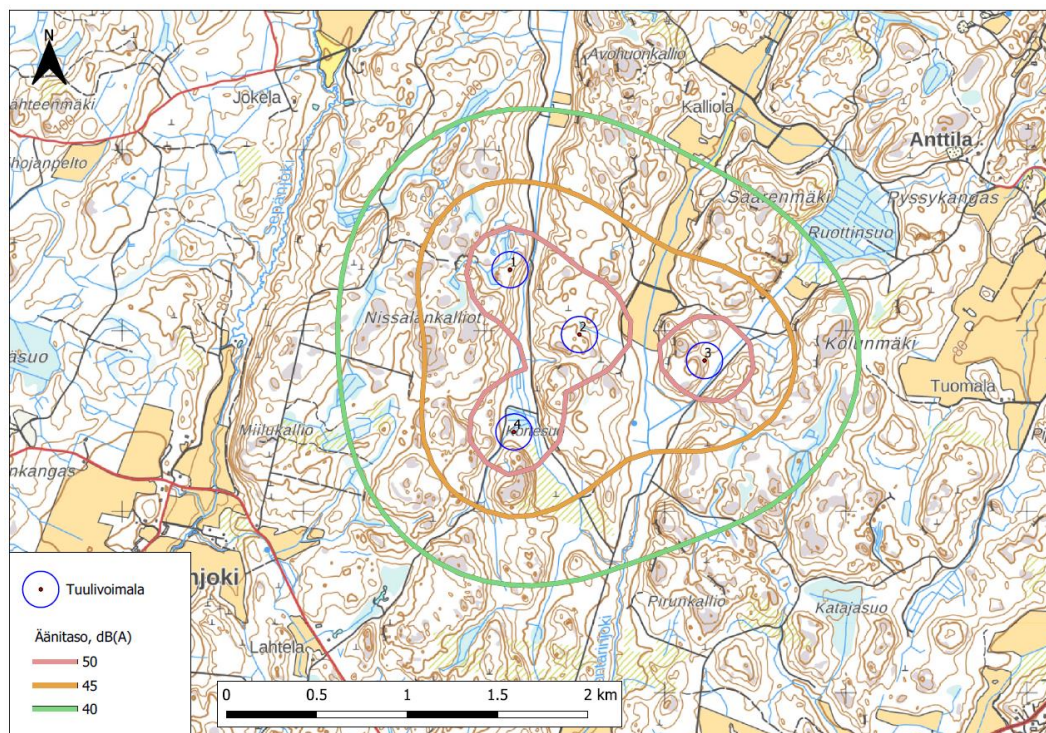 N
Avohuonkallio
Jokela
Kalliola
Anttila
Saarenmäki
Pyssykangas
Ruottinsuo
Sepänjoki
1
Nissalankalliot
2
3
Kolunmäki
Tuomala
4
Miilukallio
Pirunkallio
Katajasuo
Lahtela
Tuulivoimala
Äänitaso, dB(A)
50
45
40
0 0.5 1 1.5 2 km